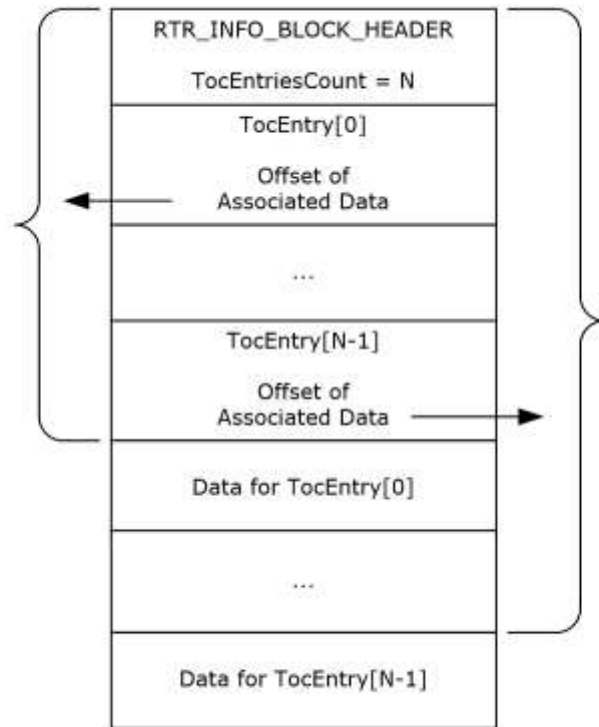 RTR_INFO_BLOCK_HEADER
TocEntriesCount = N
TocEntry[0]
Offset of
Associated Data
...
TocEntry[N-1]
Offset of
Associated Data
Data for TocEntry[0]
...
Data for TocEntry[N-1]